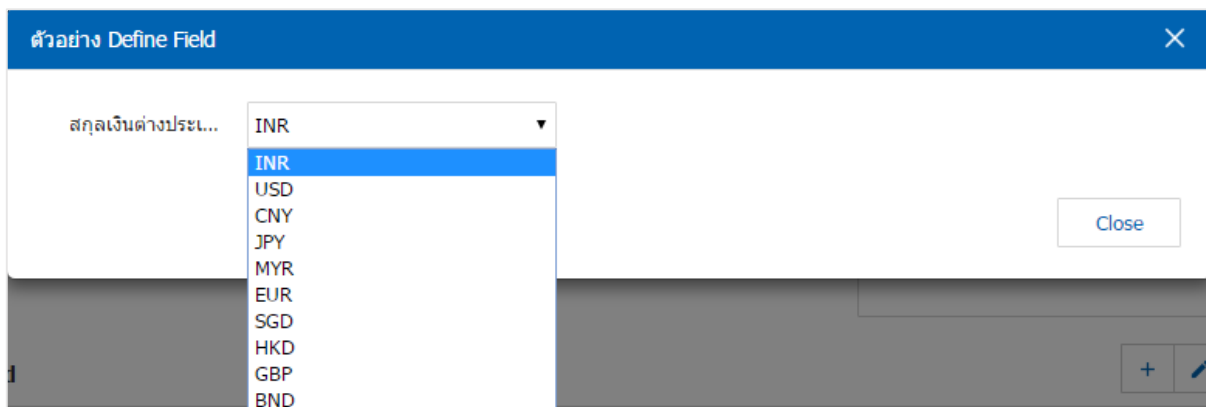 ตัวอย่าง Define Field
สกุลเงินต่างประเ... INR
INR
USD
CNY
JPY
MYR
EUR
SGD
HKD
GBP
BND
Close